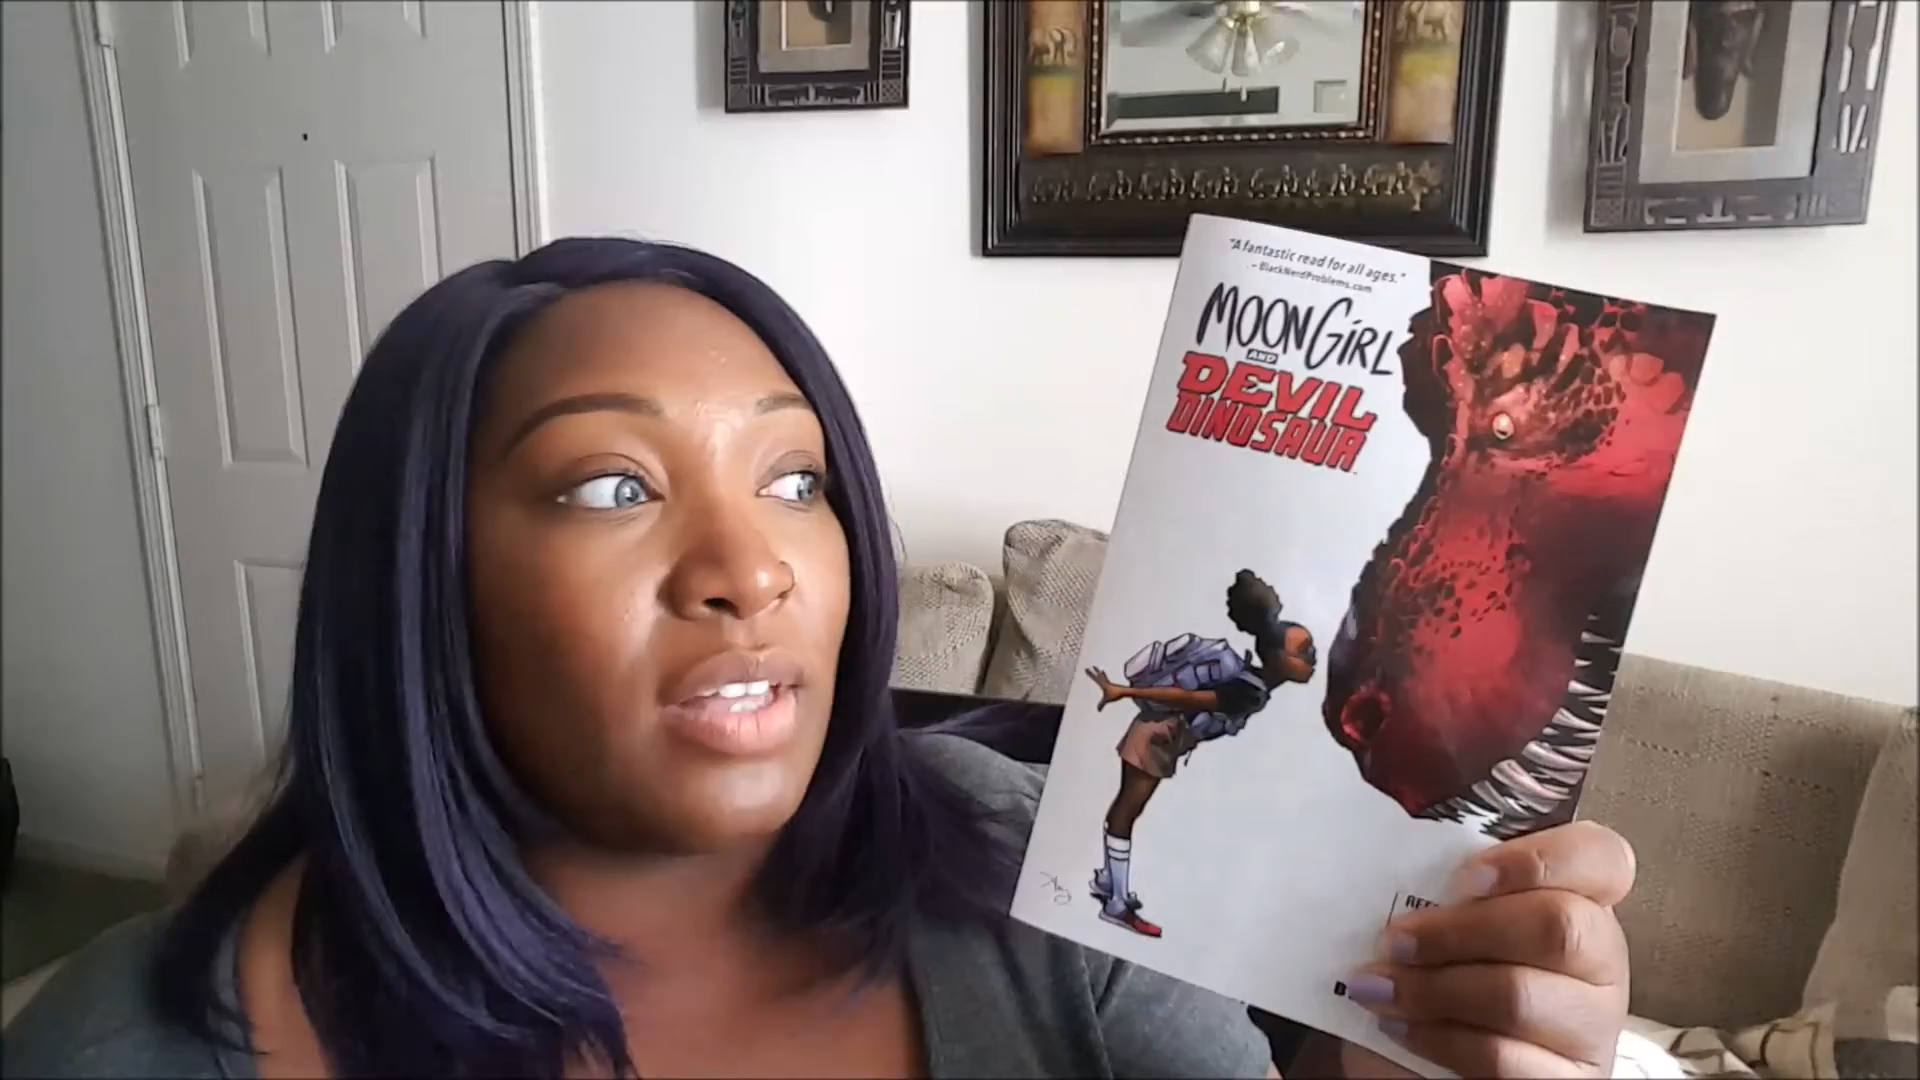 "A fantastic read for all ages."
– BlackNerdProblems.com
MOON GIRL
AND
DEVIL
DINOSAUR